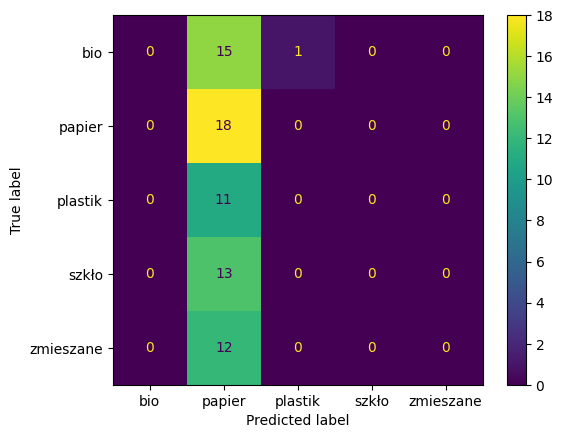 18
bio 0 15 1 0 0
16
14
papier 0 18 0 0 0
12
10
plastik 0 11 0 0 0
8
6
szkło 0 13 0 0 0
4
zmieszane 0 12 0 0 0
2
0
bio papier plastik szkło zmieszane
Predicted label
True label